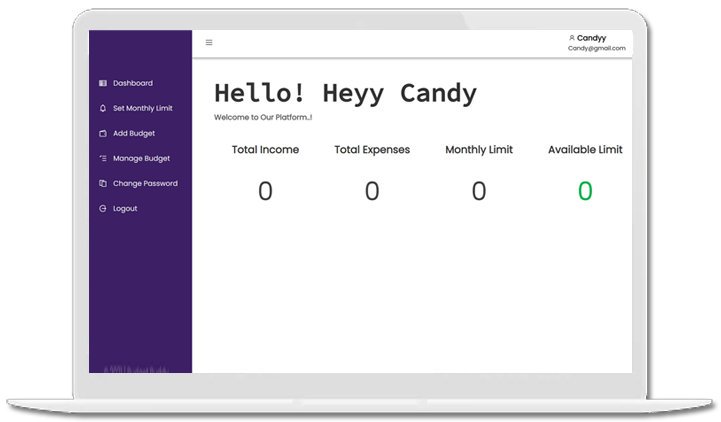 Candyy
Candy@gmail.com
Dashboard
Set Monthly Limit
Add Budget
Manage Budget
Change Password
Logout
Hello! Heyy Candy
Welcome to Our Platform..!
Total Income Total Expenses Monthly Limit Available Limit
0 0 0 0